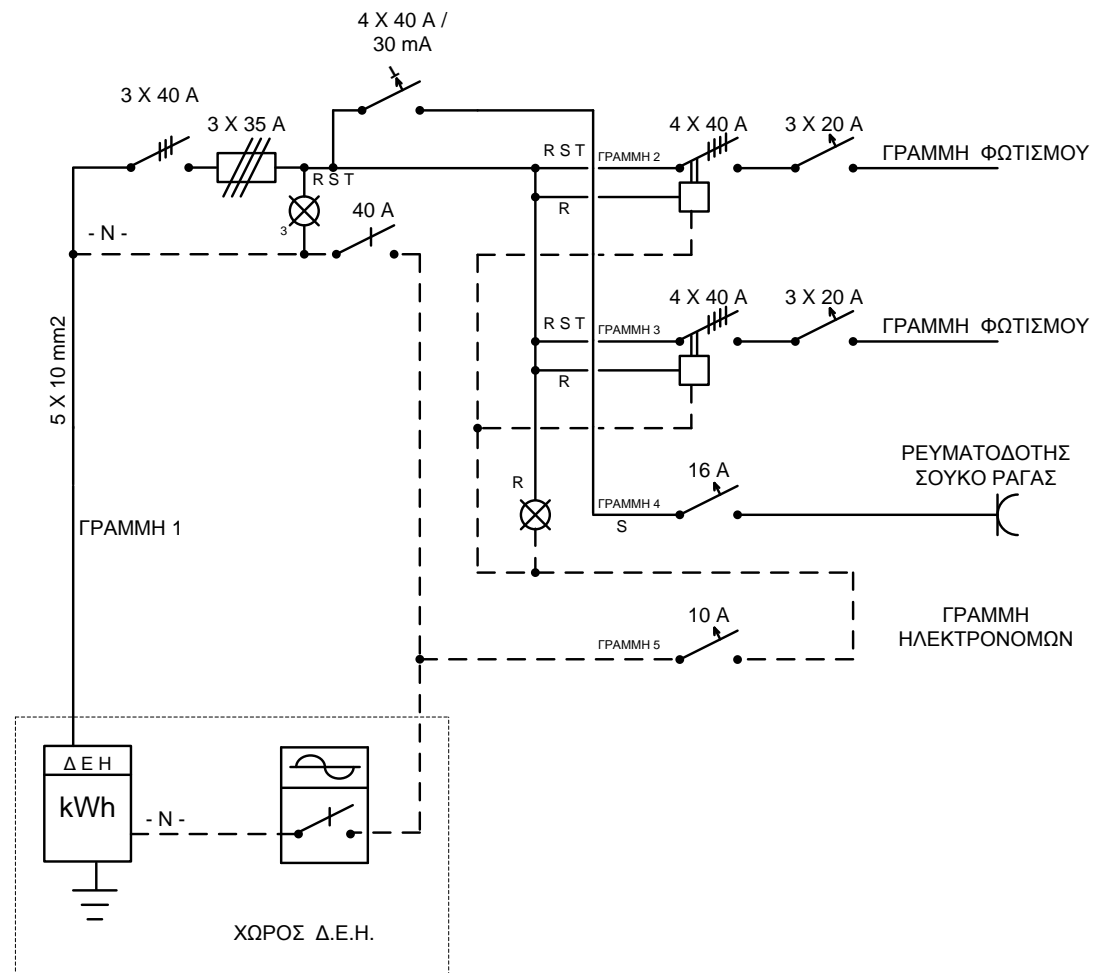 4 X 40 A /
30 mA
3 X 40 A
3 X 35 A
4 X 40 A
3 X 20 A
R S T
ΓΡΑΜΜΗ 2
ΓΡΑΜΜΗ ΦΩΤΙΣΜΟΥ
R S T
R
3
40 A
- N -
4 X 40 A
3 X 20 A
R S T
ΓΡΑΜΜΗ 3
ΓΡΑΜΜΗ ΦΩΤΙΣΜΟΥ
R
5 X 10 mm2
ΡΕΥΜΑΤΟΔΟΤΗΣ
ΣΟΥΚΟ ΡΑΓΑΣ
16 A
R
ΓΡΑΜΜΗ 4
S
ΓΡΑΜΜΗ 1
10 A
ΓΡΑΜΜΗ
ΗΛΕΚΤΡΟΝΟΜΩΝ
ΓΡΑΜΜΗ 5
Δ Ε Η
kWh
- N -
ΧΩΡΟΣ Δ.Ε.Η.